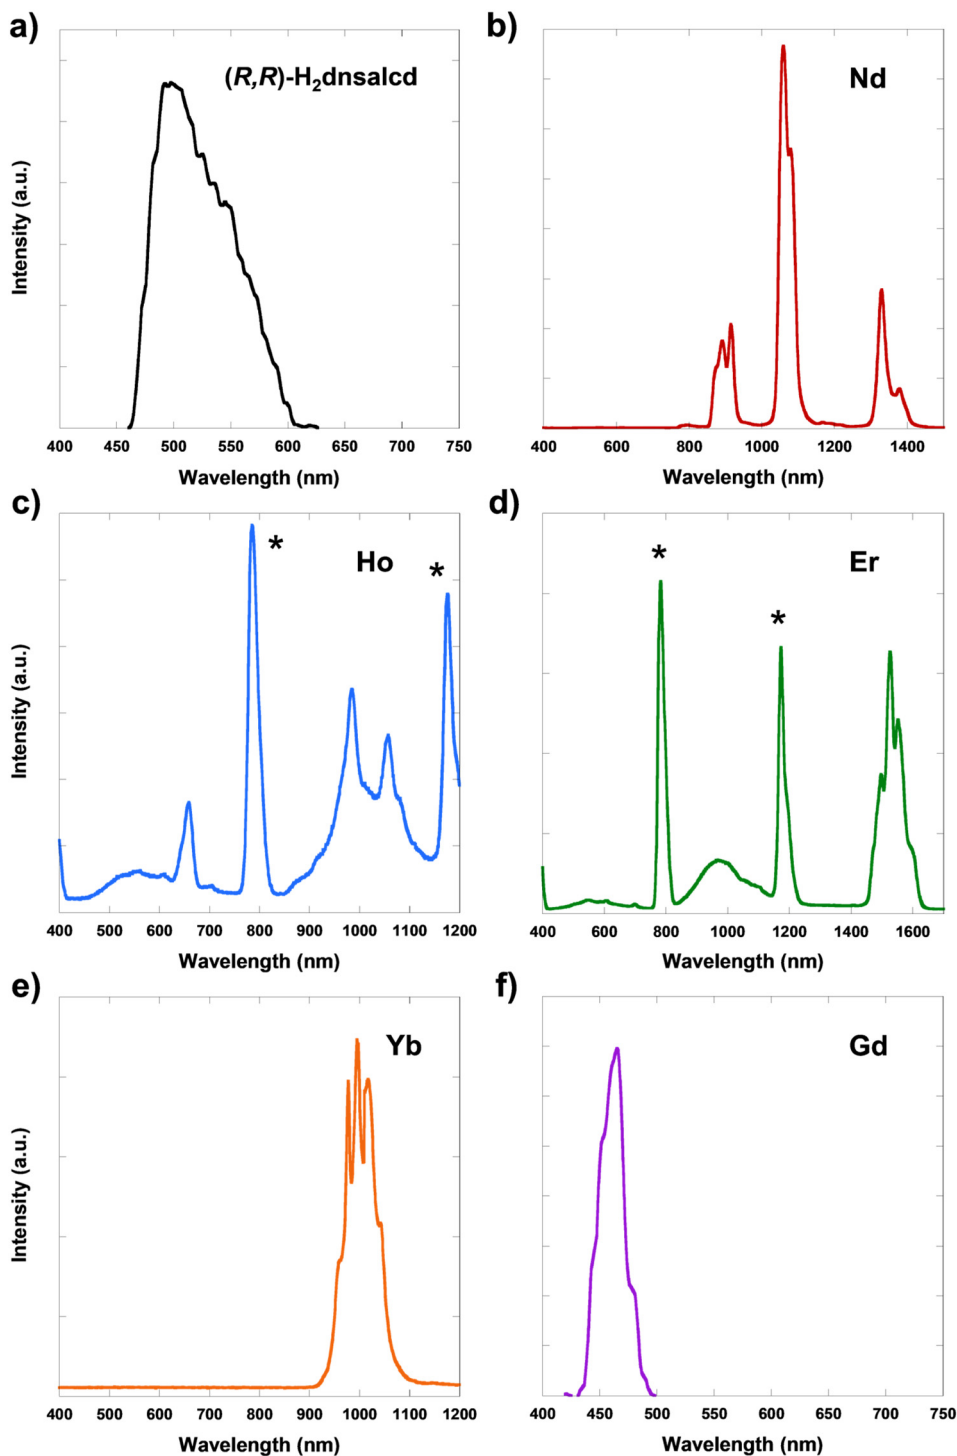 a)
(R,R)-H₂dnsalcd
Intensity (a.u.)
400 450 500 550 600 650 700 750
Wavelength (nm)
b)
Nd
400 600 800 1000 1200 1400
Wavelength (nm)
c)
*
Ho
*
Intensity (a.u.)
400 500 600 700 800 900 1000 1100 1200
Wavelength (nm)
d)
*
Er
*
400 600 800 1000 1200 1400 1600
Wavelength (nm)
e)
Yb
Intensity (a.u.)
400 500 600 700 800 900 1000 1100 1200
Wavelength (nm)
f)
Gd
400 450 500 550 600 650 700 750
Wavelength (nm)